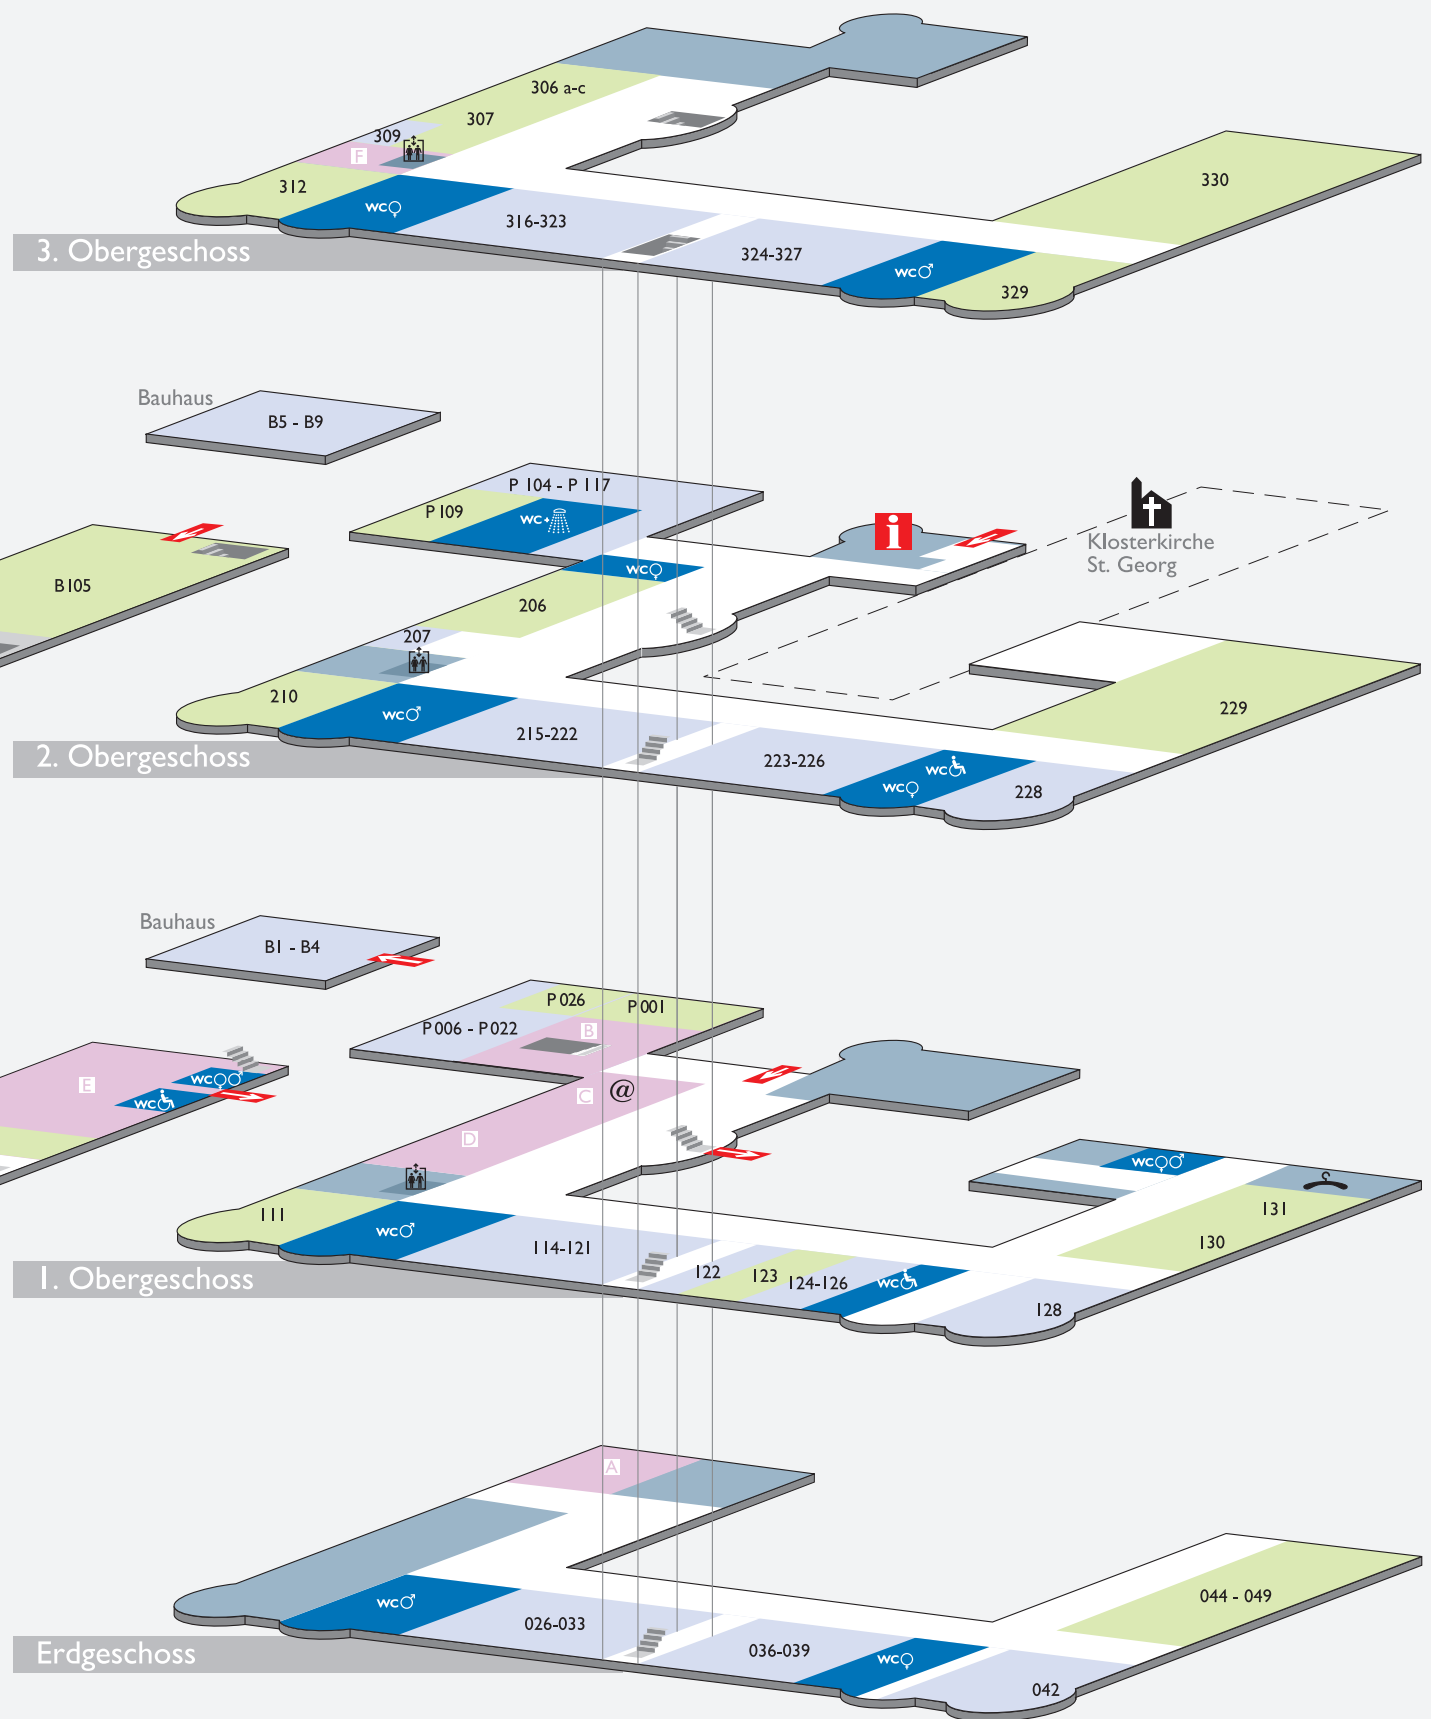 306 a-c
307
309
F
312
WC
316-323
330
324-327
WC
329
3. Obergeschoss
Bauhaus
B5 - B9
P 104 - P 117
P 109
WC+
i
Klosterkirche
St. Georg
B105
WC
206
207
210
WC
215-222
229
223-226
WC
WC
228
2. Obergeschoss
Bauhaus
B1 - B4
P 026
P 001
P 006 - P 022
B
E
WC
WC
C
@
D
WC
111
WC
131
130
114-121
122
123
124-126
WC
128
1. Obergeschoss
A
WC
044 - 049
026-033
036-039
WC
042
Erdgeschoss